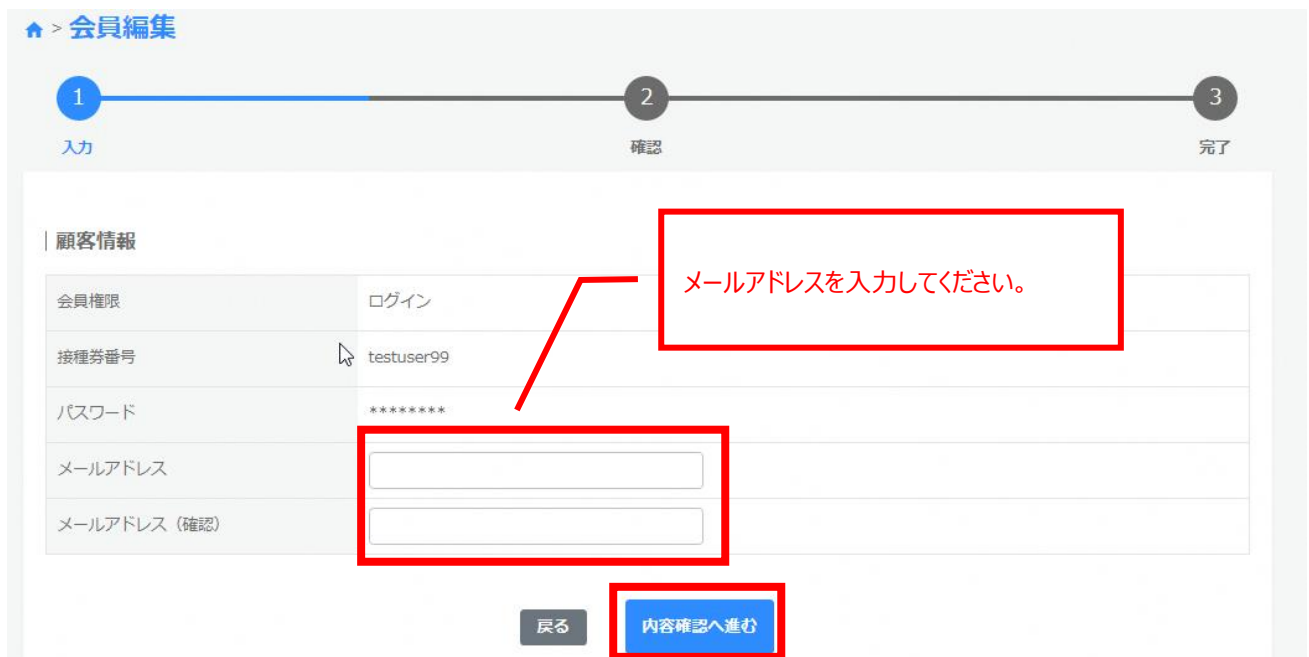 > 会員編集
1 2 3
入力 確認 完了
顧客情報
メールアドレスを入力してください。
会員権限 ログイン
接種券番号 testuser99
パスワード ********
メールアドレス
メールアドレス（確認）
戻る 内容確認へ進む